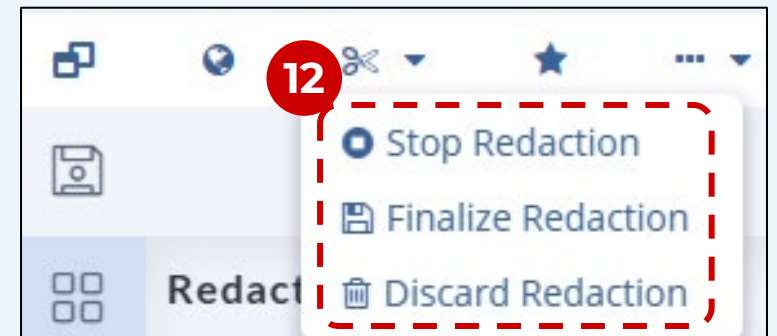 12
Stop Redaction
Finalize Redaction
Redact
Discard Redaction